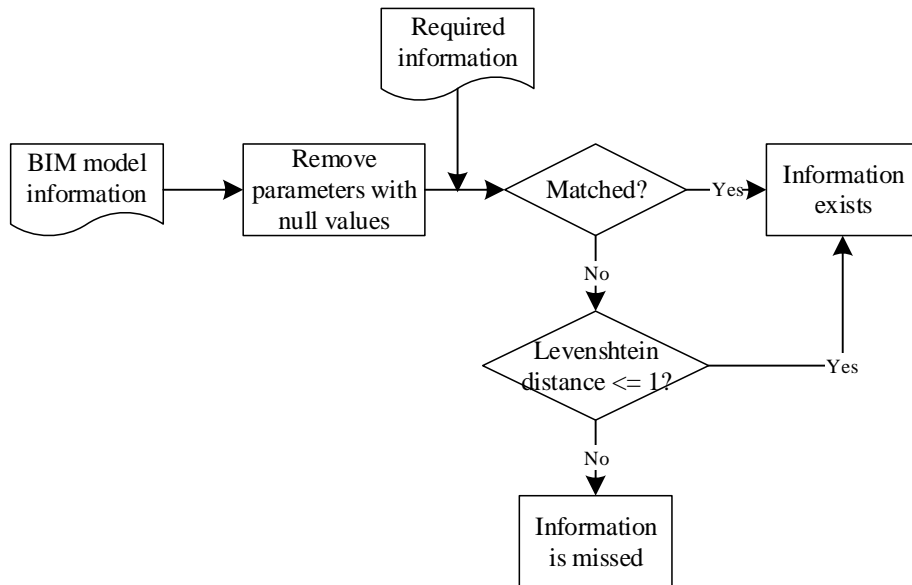 Required
information
BIM model
information
Remove
parameters with
null values
Matched?
Yes
Information
exists
No
Levenshtein
distance <= 1?
Yes
No
Information
is missed